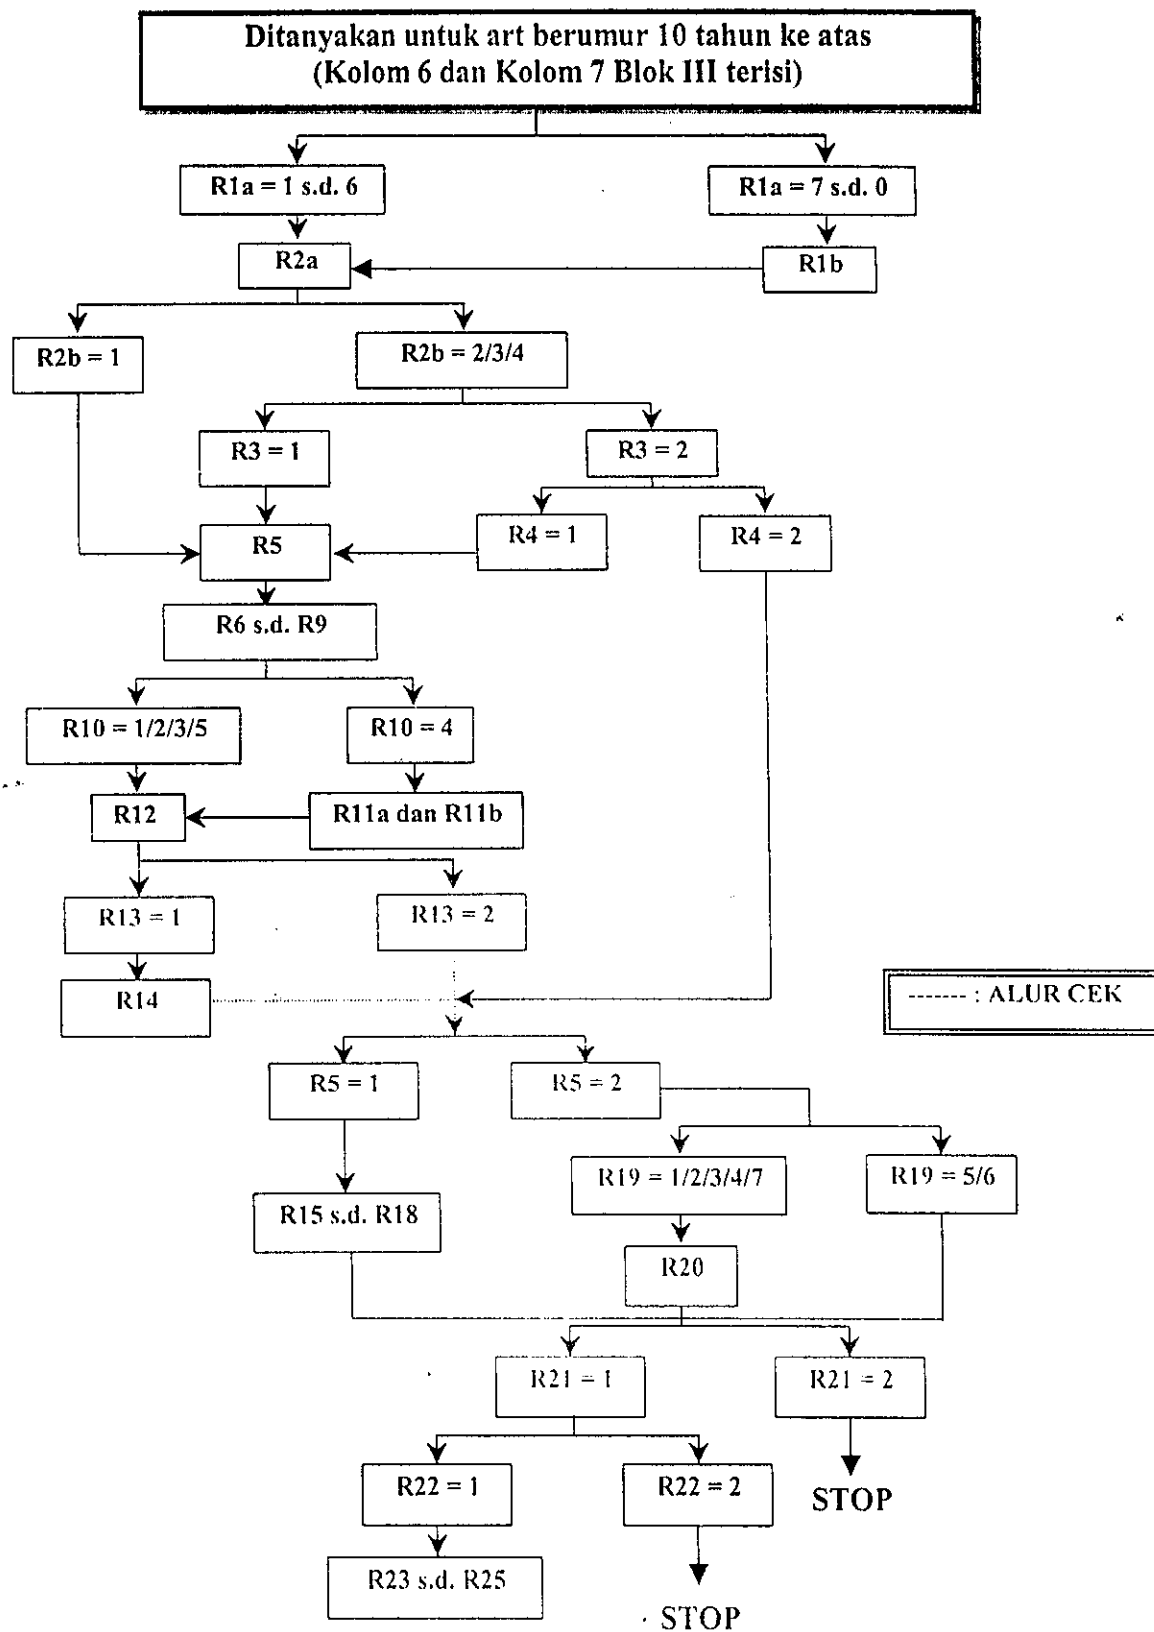 Ditanyakan untuk art berumur 10 tahun ke atas
(Kolom 6 dan Kolom 7 Blok III terisi)
R1a = 1 s.d. 6
R1a = 7 s.d. 0
R2a
R1b
R2b = 1
R2b = 2/3/4
R3 = 1
R3 = 2
R5
R4 = 1
R4 = 2
R6 s.d. R9
R10 = 1/2/3/5
R10 = 4
R12
R11a dan R11b
R13 = 1
R13 = 2
R14
------- : ALUR CEK
R5 = 1
R5 = 2
R19 = 1/2/3/4/7
R19 = 5/6
R15 s.d. R18
R20
R21 = 1
R21 = 2
R22 = 1
R22 = 2
STOP
R23 s.d. R25
STOP